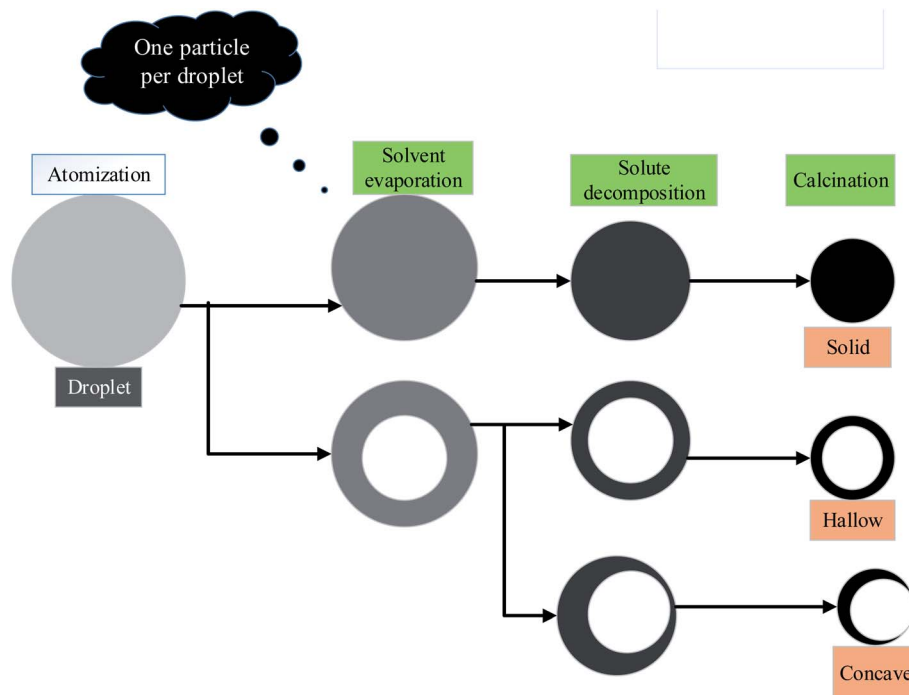 One particle
per droplet
Atomization
Solvent
evaporation
Solute
decomposition
Calcination
Droplet
Solid
Hallow
Concave